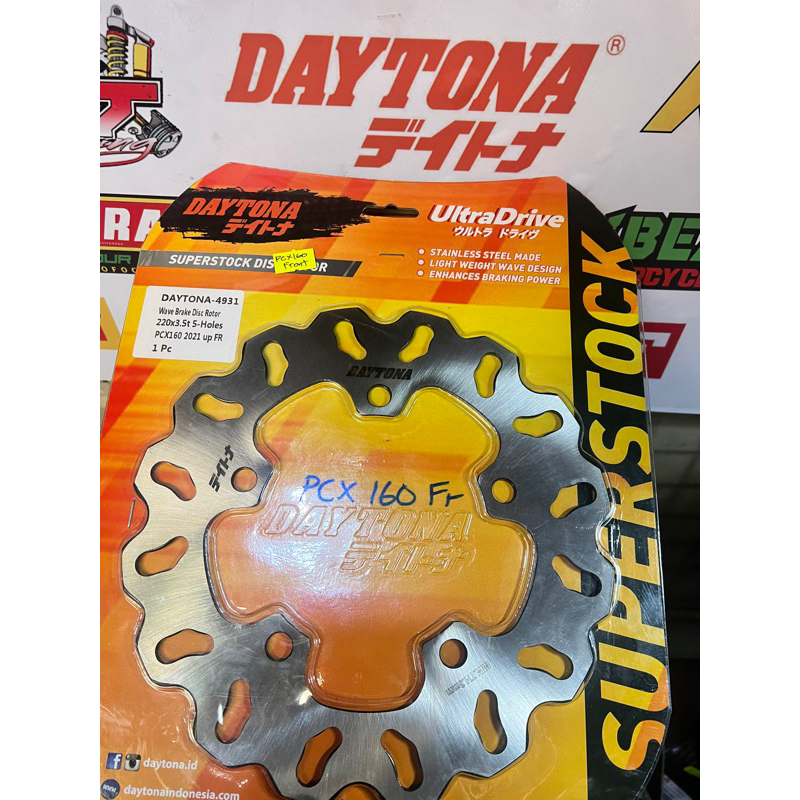 DAYTONA®
デイトナ
DAYTONA
デイトナ
UltraDrive
ウルトラ ドライヴ
SUPERSTOCK DIS
OR
PCX160
Front
• STAINLESS STEEL MADE
• LIGHT WEIGHT WAVE DESIGN
• ENHANCES BRAKING POWER
DAYTONA-4931
Wave Brake Disc Rotor
220x3.5t 5-Holes
PCX160 2021 up FR
1 Pc
DAYTONA
デイトナ
PCX 160 Fr
DAYTONA
デイトナ
SUPERSTOCK
daytona.id
www daytonaindonesia.com